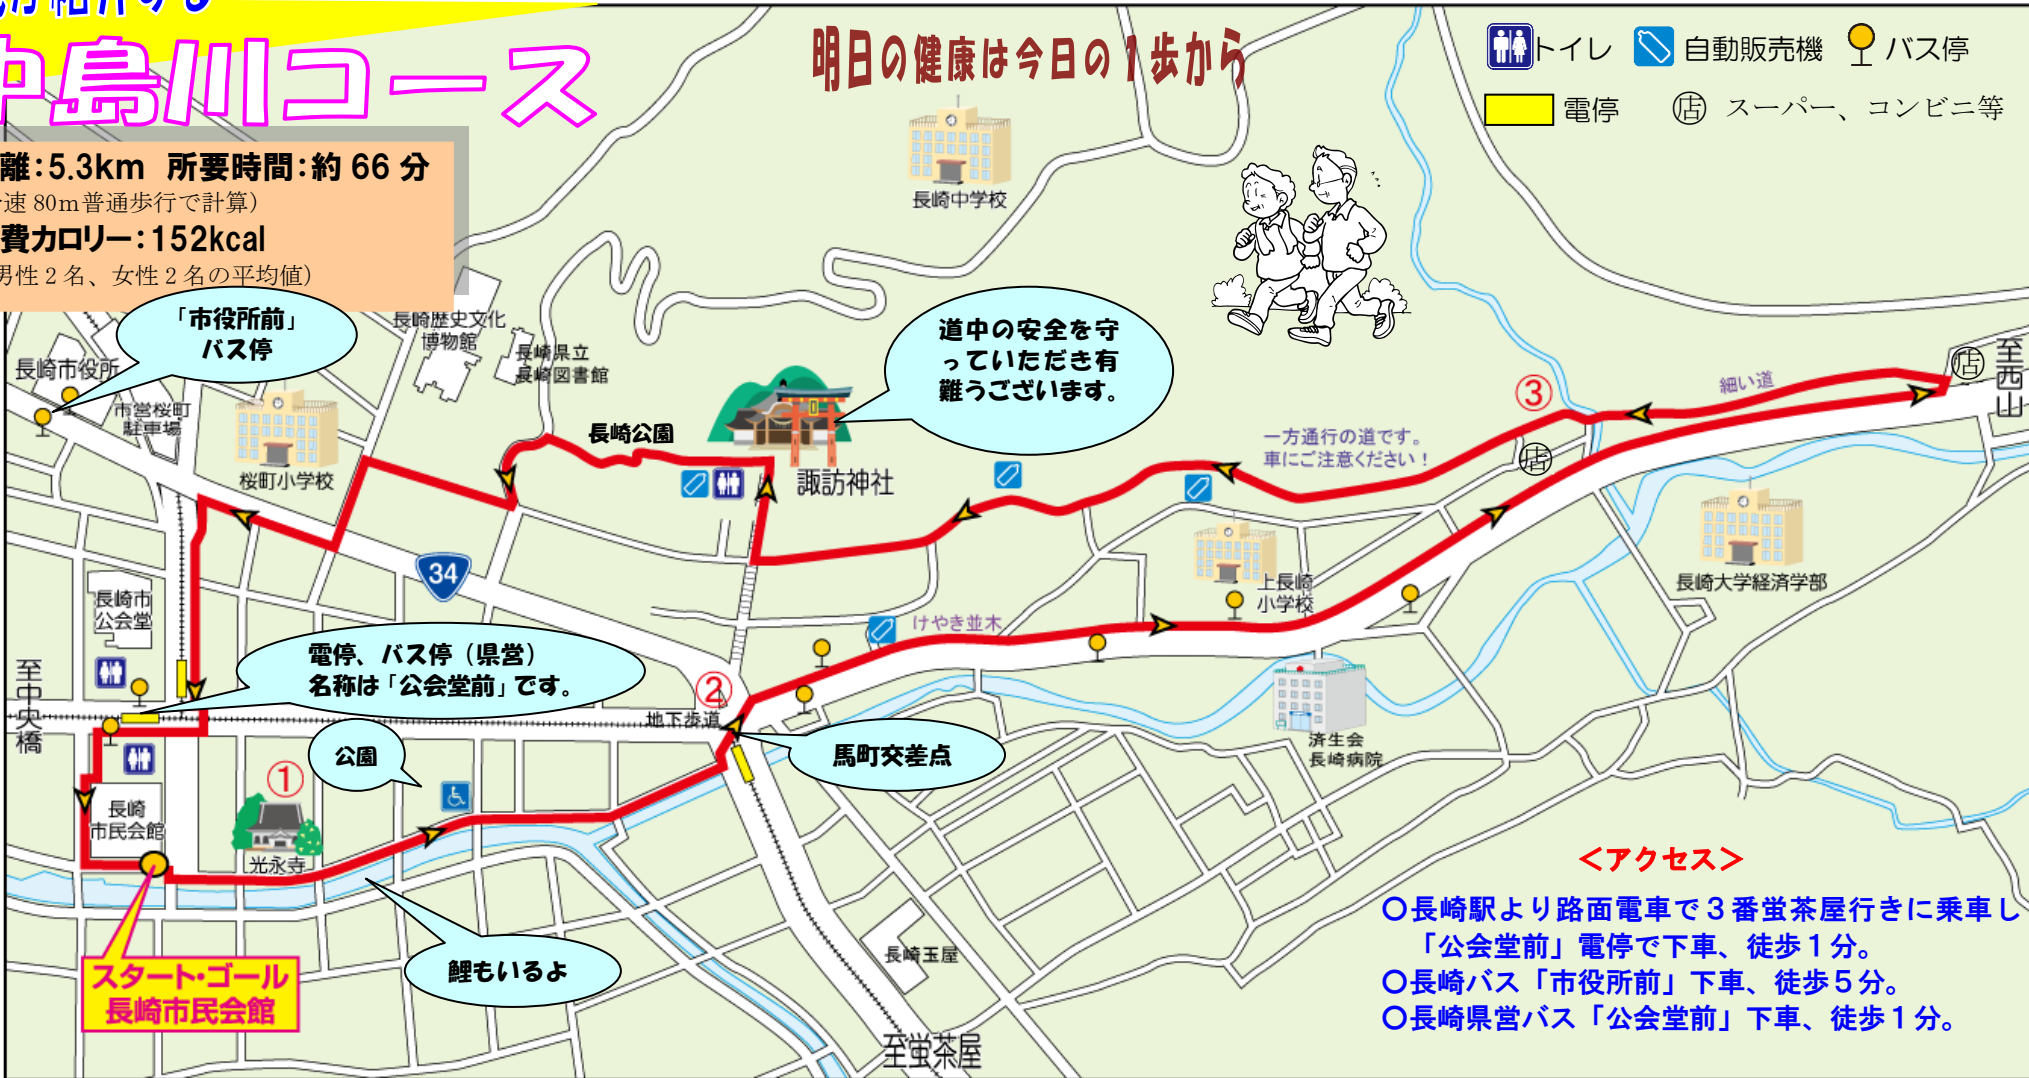 が紹介する
中島川コース
明日の健康は今日の1歩から
トイレ
自動販売機
バス停
電停
店 スーパー、コンビニ等
離：5.3km 所要時間：約66分
速80m普通歩行で計算）
費カロリー：152kcal
男性2名、女性2名の平均値）
長崎中学校
「市役所前」
バス停
長崎市役所
市営桜町
駐車場
桜町小学校
長崎歴史文化
博物館
長崎県立
長崎図書館
長崎公園
諏訪神社
道中の安全を守
っていただき有
難うございます。
③
細い道
店
至西山
一方通行の道です。
車にご注意ください！
店
長崎大学経済学部
上長崎
小学校
けやき並木
34
長崎市
公会堂
電停、バス停（県営）
名称は「公会堂前」です。
至中央橋
②
地下歩道
馬町交差点
済生会
長崎病院
公園
①
長崎
市民会館
光永寺
鯉もいるよ
スタート・ゴール
長崎市民会館
長崎玉屋
至蛍茶屋
＜アクセス＞
○長崎駅より路面電車で３番蛍茶屋行きに乗車し
「公会堂前」電停で下車、徒歩１分。
○長崎バス「市役所前」下車、徒歩５分。
○長崎県営バス「公会堂前」下車、徒歩１分。